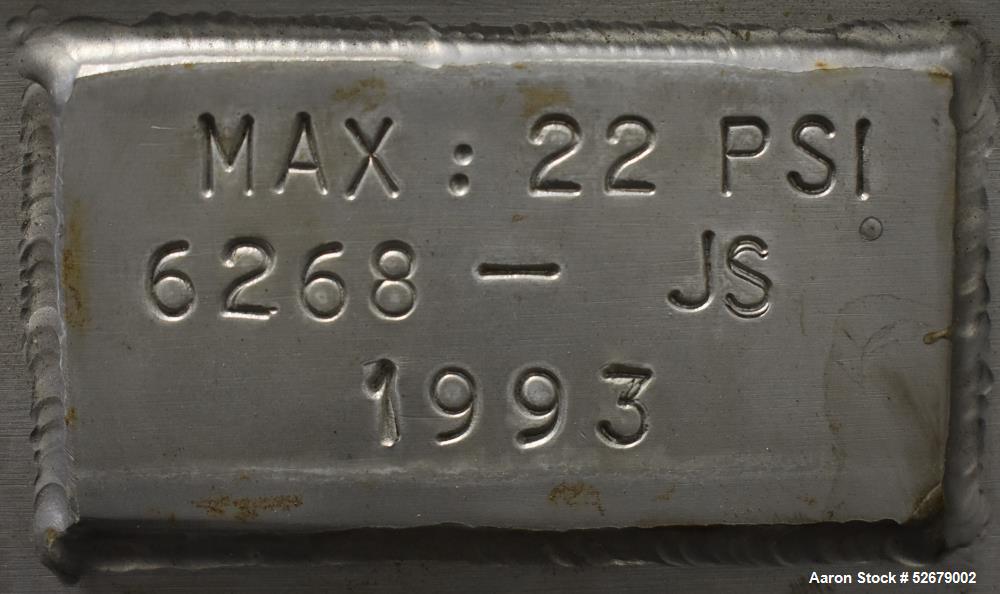 MAX : 22 PSI
6268 — JS
1993
Aaron Stock # 52679002